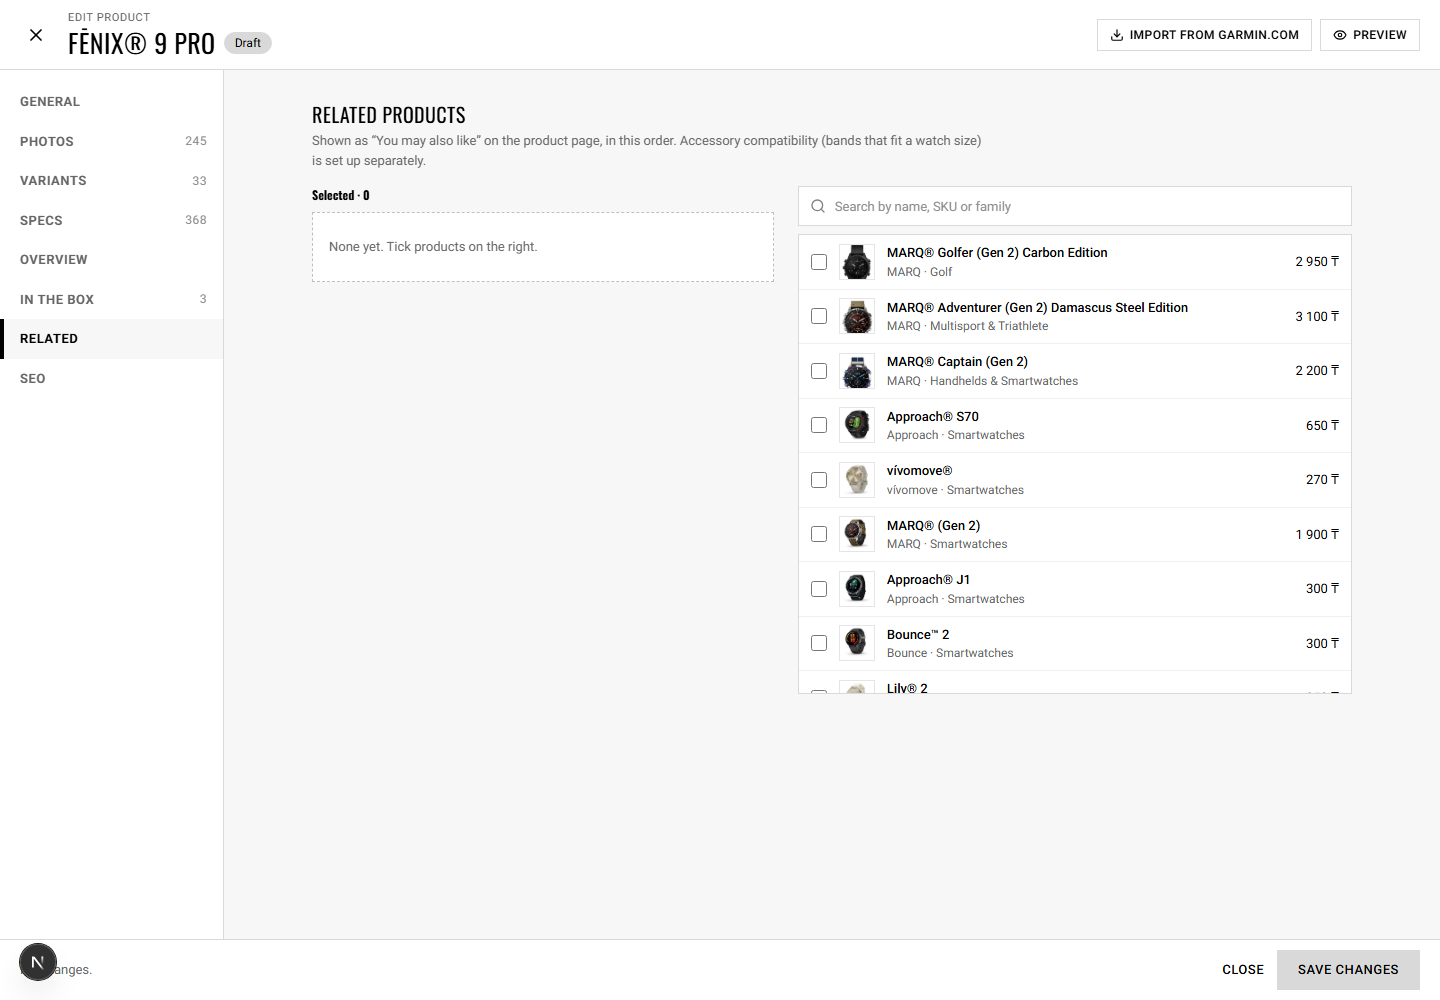 EDIT PRODUCT
FĒNIX® 9 PRO
Draft
IMPORT FROM GARMIN.COM
PREVIEW
GENERAL
PHOTOS 245
VARIANTS 33
SPECS 368
OVERVIEW
IN THE BOX 3
RELATED
SEO
RELATED PRODUCTS
Shown as “You may also like” on the product page, in this order. Accessory compatibility (bands that fit a watch size)
is set up separately.
Selected · 0
None yet. Tick products on the right.
Search by name, SKU or family
MARQ® Golfer (Gen 2) Carbon Edition
MARQ · Golf
2 950 ₸
MARQ® Adventurer (Gen 2) Damascus Steel Edition
MARQ · Multisport & Triathlete
3 100 ₸
MARQ® Captain (Gen 2)
MARQ · Handhelds & Smartwatches
2 200 ₸
Approach® S70
Approach · Smartwatches
650 ₸
vívomove®
vívomove · Smartwatches
270 ₸
MARQ® (Gen 2)
MARQ · Smartwatches
1 900 ₸
Approach® J1
Approach · Smartwatches
300 ₸
Bounce™ 2
Bounce · Smartwatches
300 ₸
Lily® 2
N
anges.
CLOSE
SAVE CHANGES